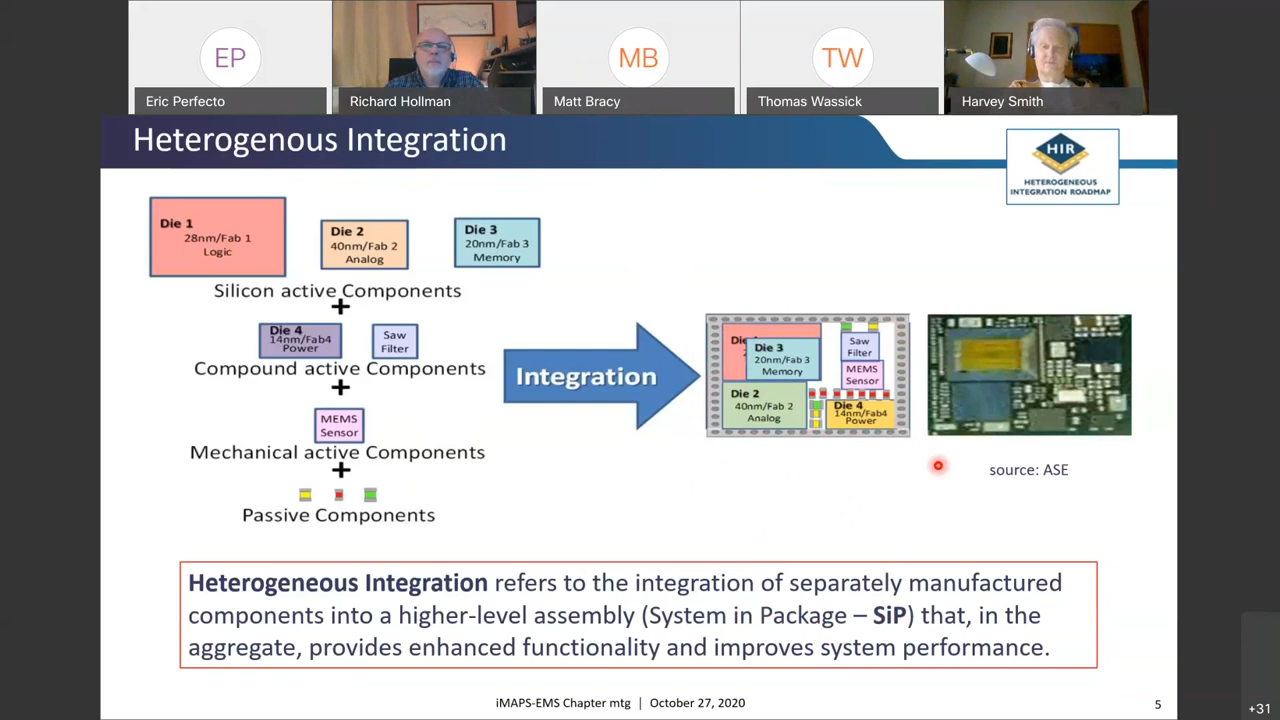 EP
MB
TW
Eric Perfecto
Richard Hollman
Matt Bracy
Thomas Wassick
Harvey Smith
Heterogenous Integration
HIR
HETEROGENEOUS
INTEGRATION ROADMAP
Die 1
28nm/Fab 1
Logic
Die 2
40nm/Fab 2
Analog
Die 3
20nm/Fab 3
Memory
Silicon active Components
+
Die 4
14nm/Fab4
Power
Saw
Filter
Compound active Components
+
MEMS
Sensor
Mechanical active Components
+
Passive Components
Integration
Die 3
20nm/Fab 3
Memory
Saw
Filter
MEMS
Sensor
Die 2
40nm/Fab 2
Analog
Die 4
14nm/Fab4
Power
source: ASE
Heterogeneous Integration refers to the integration of separately manufactured
components into a higher-level assembly (System in Package – SiP) that, in the
aggregate, provides enhanced functionality and improves system performance.
iMAPS-EMS Chapter mtg | October 27, 2020
5
+31